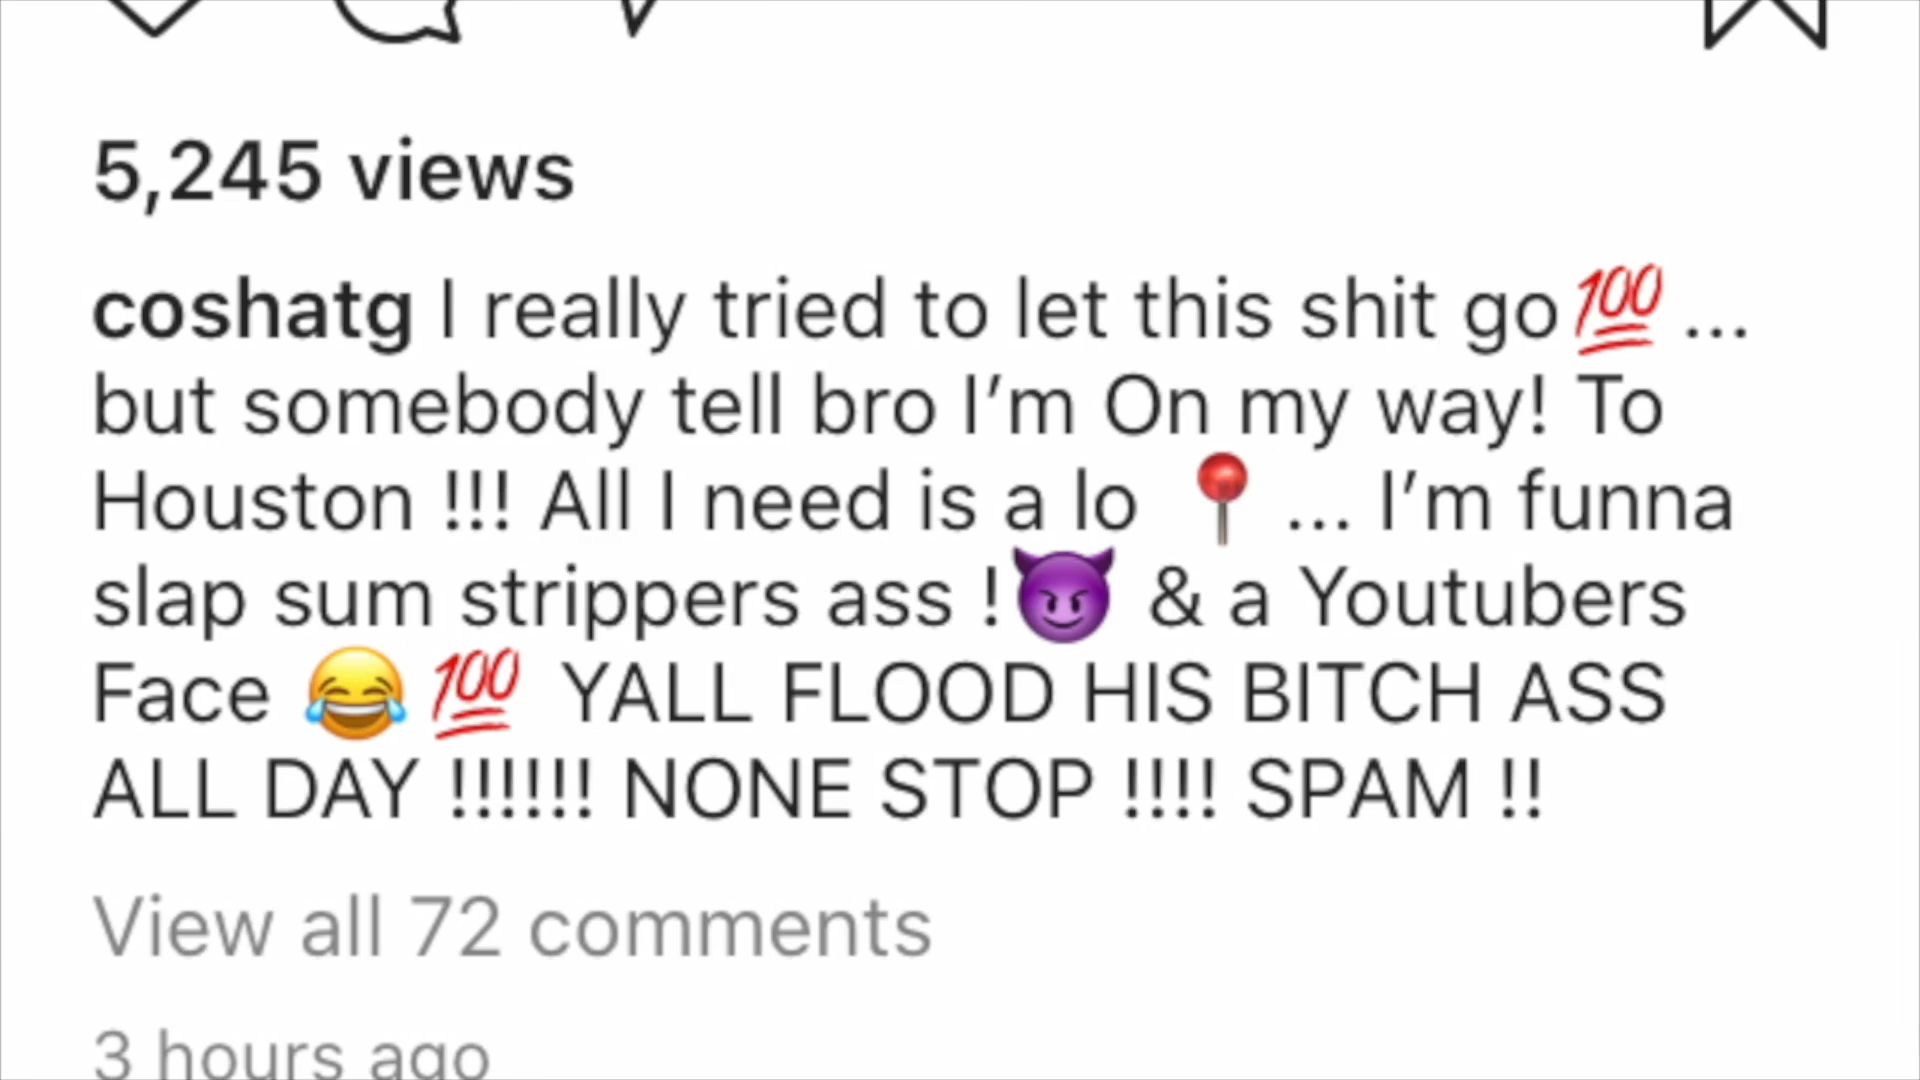 5,245 views
coshatg I really tried to let this shit go💯 ...
but somebody tell bro I’m On my way! To
Houston !!! All I need is a lo 📍 ... I’m funna
slap sum strippers ass !😈 & a Youtubers
Face 😂 💯 YALL FLOOD HIS BITCH ASS
ALL DAY !!!!!! NONE STOP !!!! SPAM !!
View all 72 comments
3 hours ago